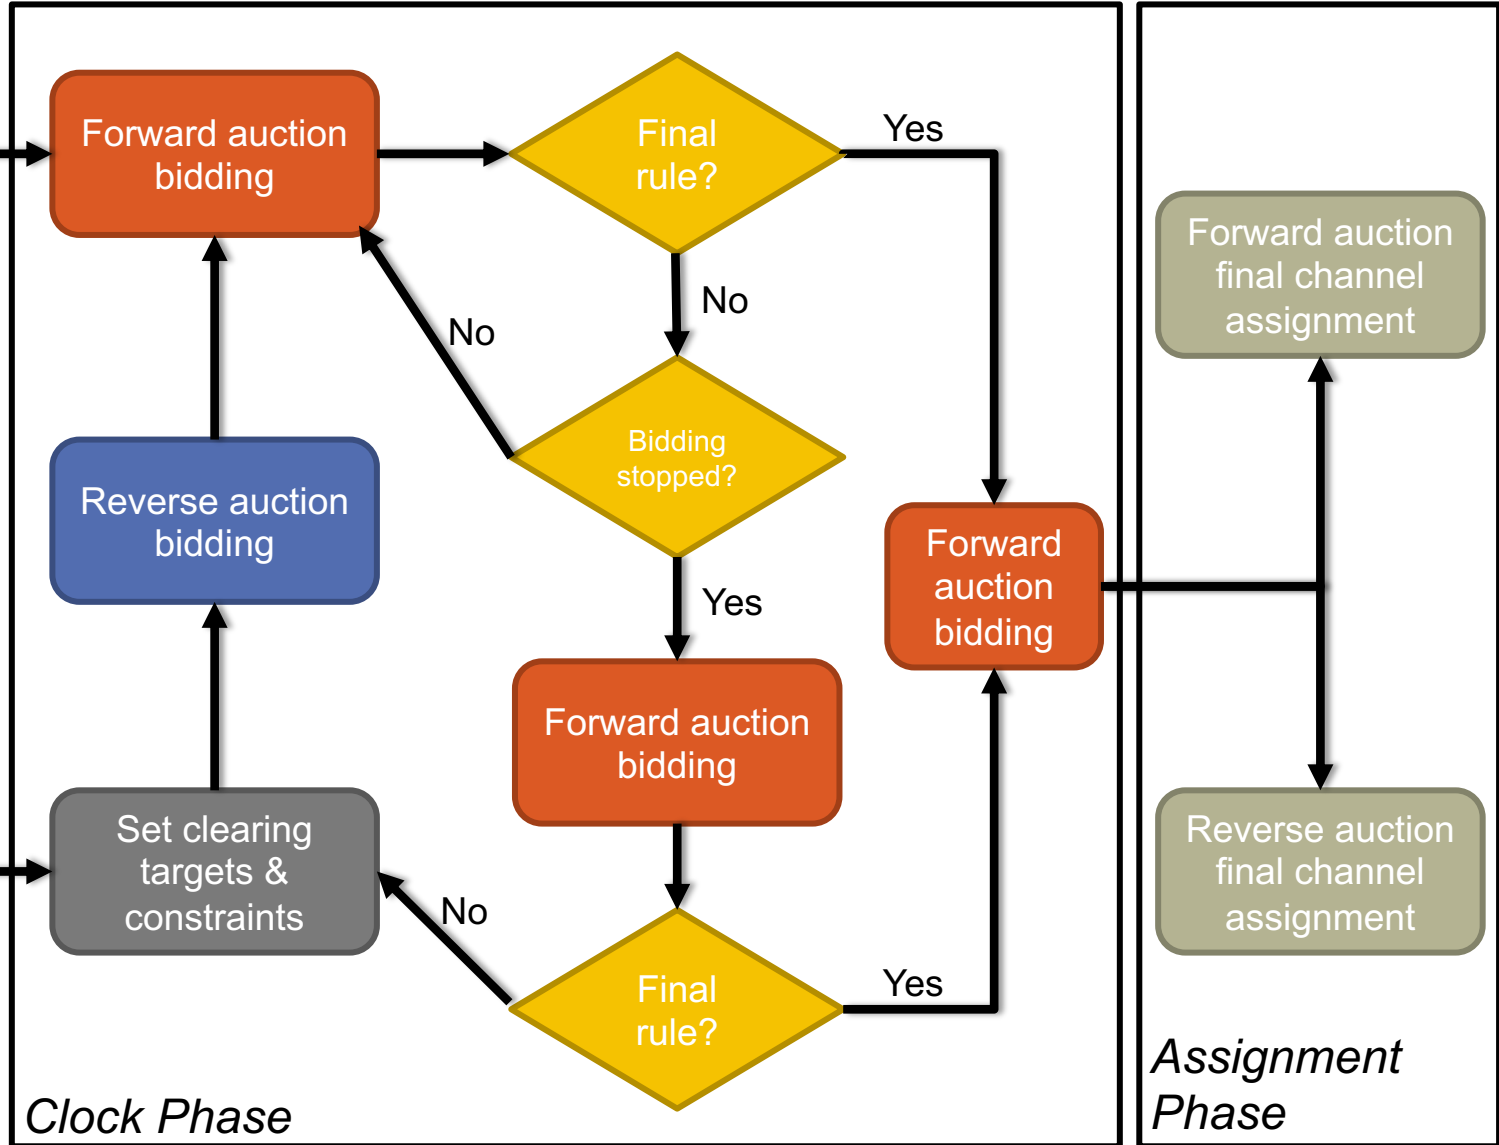 Forward auction
bidding
Final
rule?
Yes
No
No
Bidding
stopped?
Reverse auction
bidding
Yes
Forward
auction
bidding
Forward auction
bidding
Set clearing
targets &
constraints
No
Final
rule?
Yes
Clock Phase
Forward auction
final channel
assignment
Reverse auction
final channel
assignment
Assignment
Phase